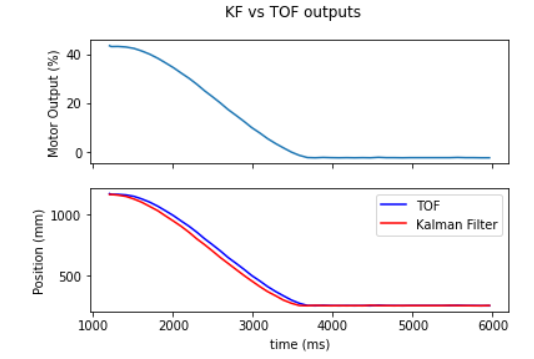 KF vs TOF outputs
Motor Output (%)
40
20
0
Position (mm)
1000
500
TOF
Kalman Filter
1000 2000 3000 4000 5000 6000
time (ms)